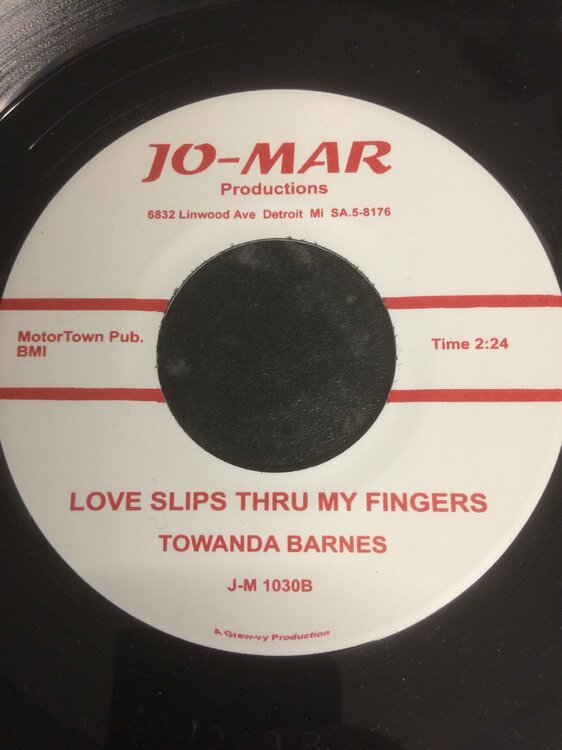 JO-MAR
Productions
6832 Linwood Ave Detroit Mi SA.5-8176
MotorTown Pub.
BMI
Time 2:24
LOVE SLIPS THRU MY FINGERS
TOWANDA BARNES
J-M 1030B
A Grew-vy Production